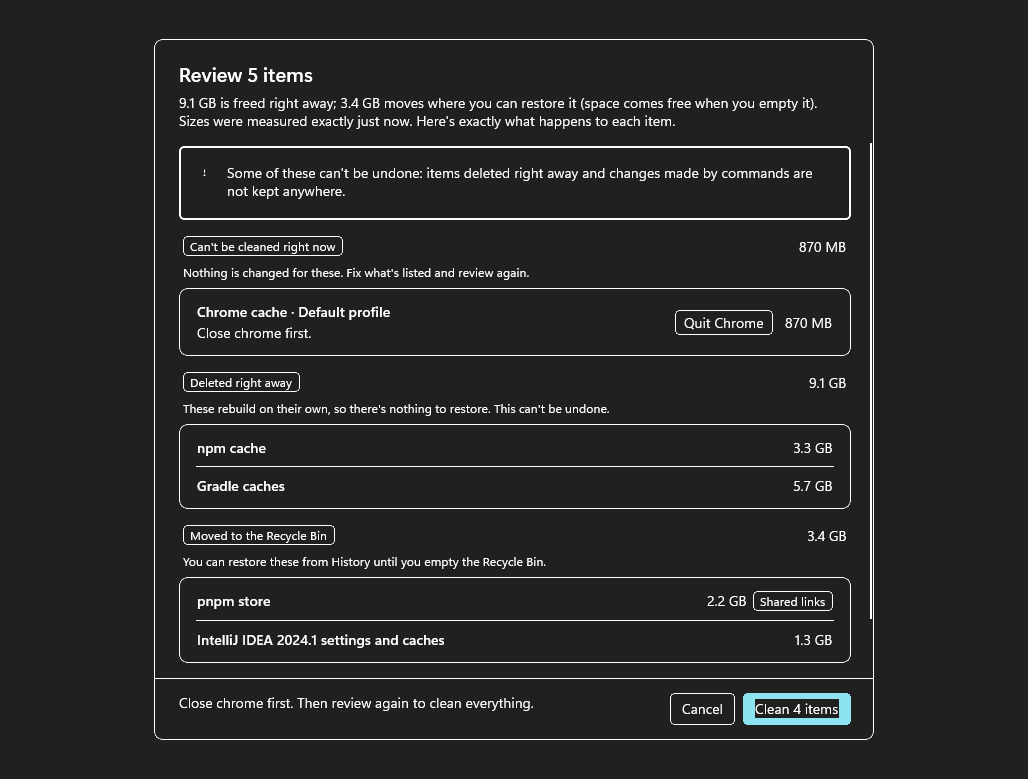 Review 5 items
9.1 GB is freed right away; 3.4 GB moves where you can restore it (space comes free when you empty it).
Sizes were measured exactly just now. Here's exactly what happens to each item.
! Some of these can't be undone: items deleted right away and changes made by commands are
not kept anywhere.
Can't be cleaned right now 870 MB
Nothing is changed for these. Fix what's listed and review again.
Chrome cache · Default profile
Close chrome first.
Quit Chrome 870 MB
Deleted right away 9.1 GB
These rebuild on their own, so there's nothing to restore. This can't be undone.
npm cache 3.3 GB
Gradle caches 5.7 GB
Moved to the Recycle Bin 3.4 GB
You can restore these from History until you empty the Recycle Bin.
pnpm store 2.2 GB Shared links
IntelliJ IDEA 2024.1 settings and caches 1.3 GB
Close chrome first. Then review again to clean everything.
Cancel Clean 4 items